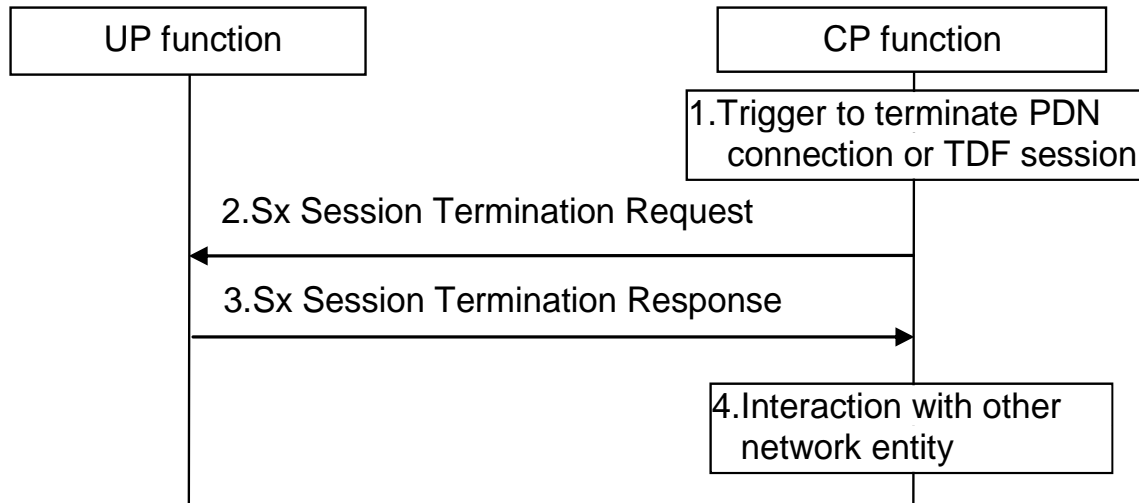 UP function
CP function
1.Trigger to terminate PDN
connection or TDF session
2.Sx Session Termination Request
3.Sx Session Termination Response
4.Interaction with other
network entity